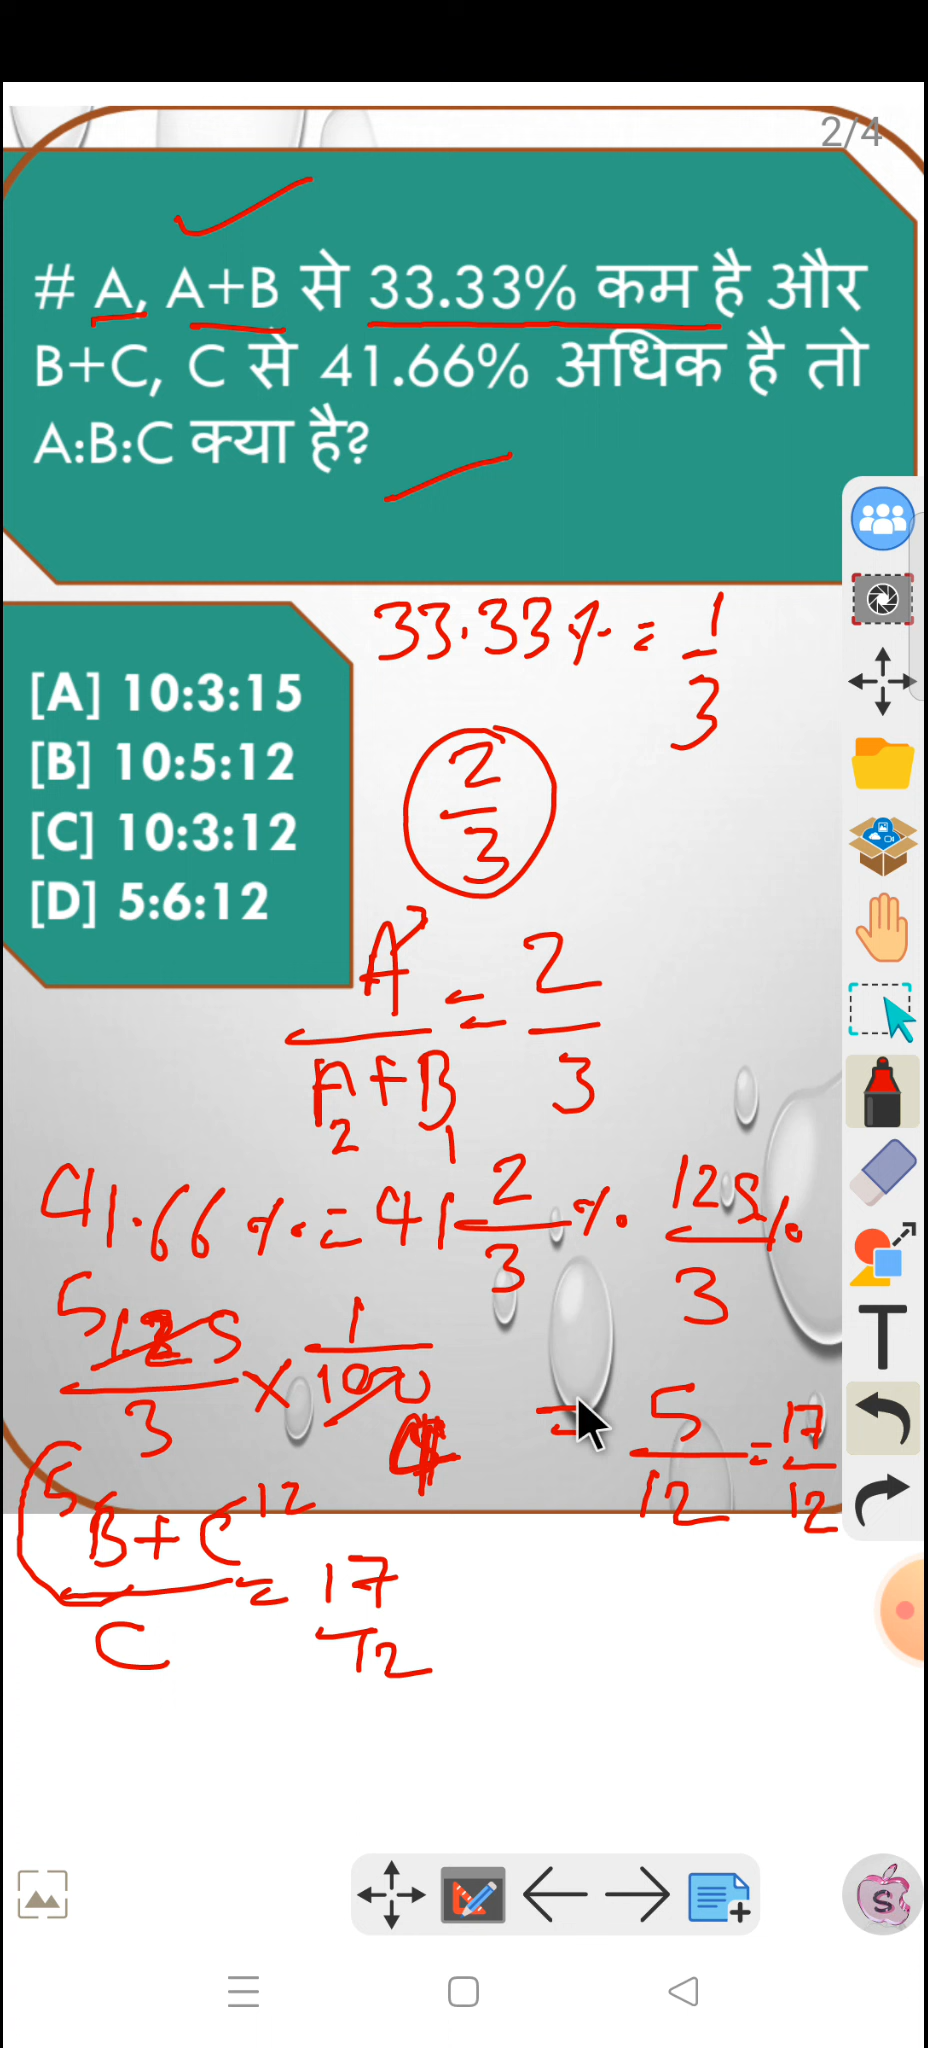 2/4
# A, A+B से 33.33% कम है और
B+C, C से 41.66% अधिक है तो
A:B:C क्या है?
33.33% = 1/3
[A] 10:3:15
[B] 10:5:12
[C] 10:3:12
[D] 5:6:12
2/3
A/A+B = 2/3
2 1
41.66% = 41 2/3 % 125/3 %
5
125/3 × 1/100 = 5/12 = 17/12
5 12
B+C/C = 17/12
T
S